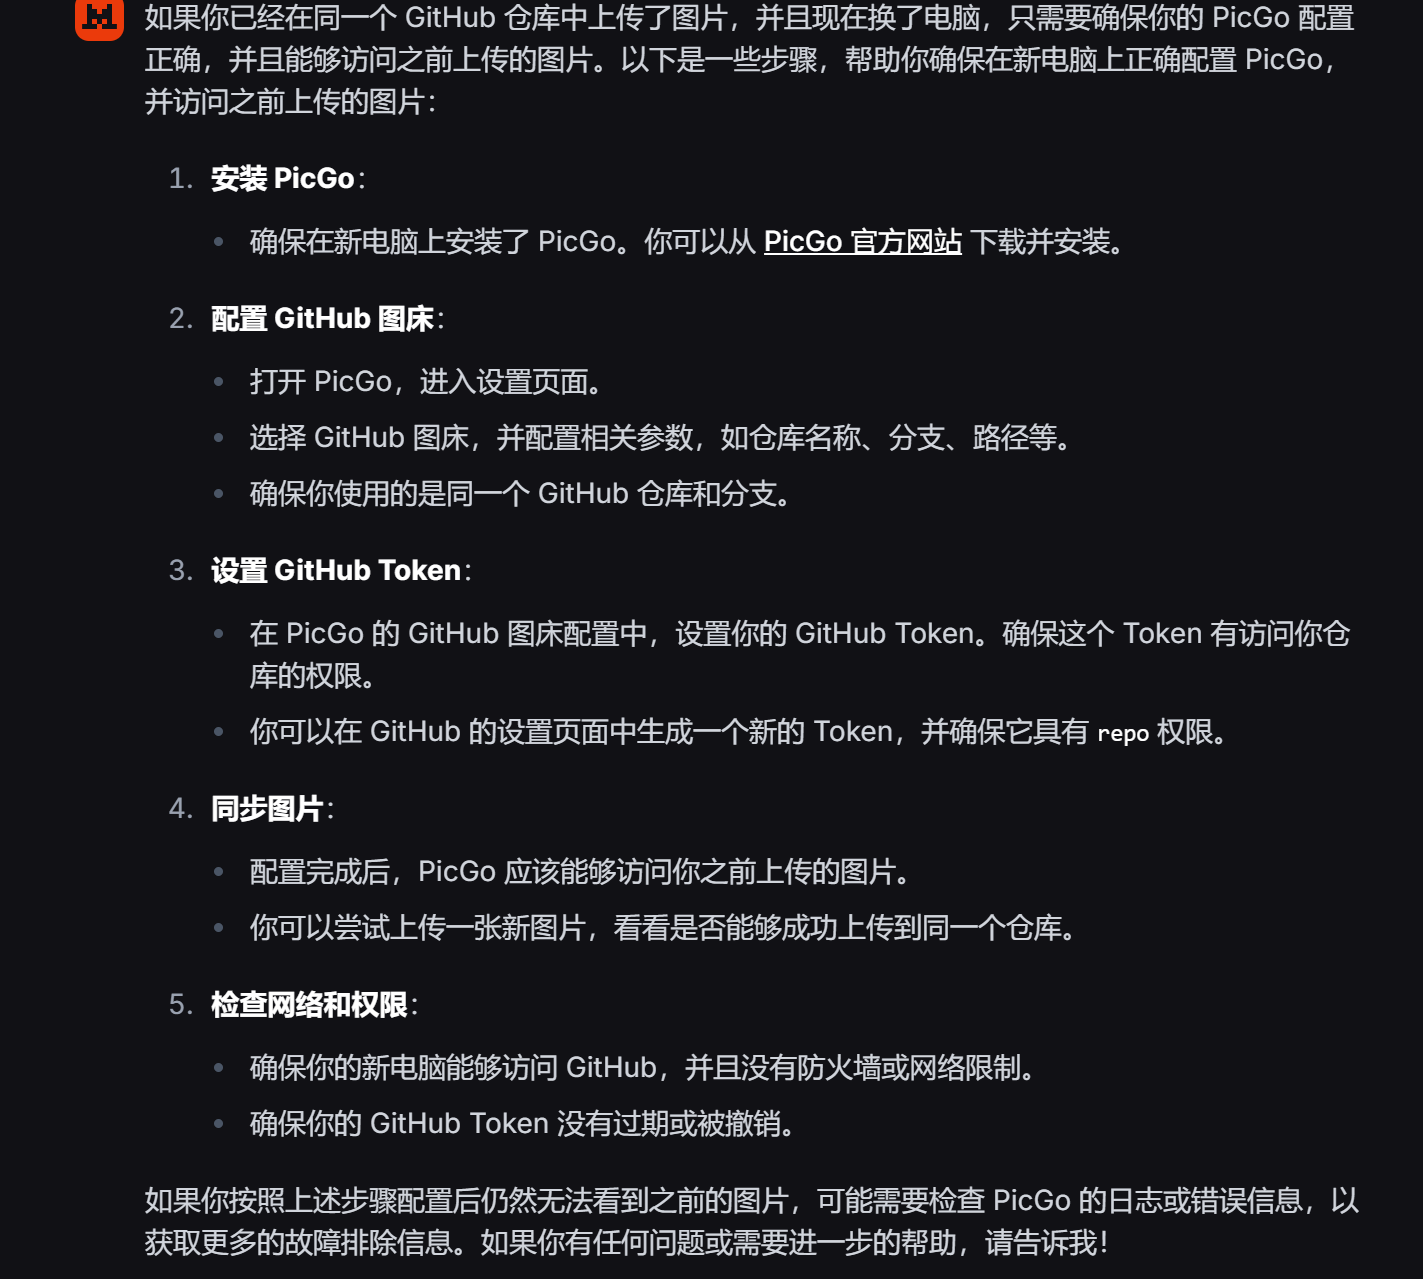 如果你已经在同一个 GitHub 仓库中上传了图片，并且现在换了电脑，只需要确保你的 PicGo 配置
正确，并且能够访问之前上传的图片。以下是一些步骤，帮助你确保在新电脑上正确配置 PicGo，
并访问之前上传的图片：
1. 安装 PicGo：
• 确保在新电脑上安装了 PicGo。你可以从 PicGo 官方网站 下载并安装。
2. 配置 GitHub 图床：
• 打开 PicGo，进入设置页面。
• 选择 GitHub 图床，并配置相关参数，如仓库名称、分支、路径等。
• 确保你使用的是同一个 GitHub 仓库和分支。
3. 设置 GitHub Token：
• 在 PicGo 的 GitHub 图床配置中，设置你的 GitHub Token。确保这个 Token 有访问你仓
库的权限。
• 你可以在 GitHub 的设置页面中生成一个新的 Token，并确保它具有 repo 权限。
4. 同步图片：
• 配置完成后，PicGo 应该能够访问你之前上传的图片。
• 你可以尝试上传一张新图片，看看是否能够成功上传到同一个仓库。
5. 检查网络和权限：
• 确保你的新电脑能够访问 GitHub，并且没有防火墙或网络限制。
• 确保你的 GitHub Token 没有过期或被撤销。
如果你按照上述步骤配置后仍然无法看到之前的图片，可能需要检查 PicGo 的日志或错误信息，以
获取更多的故障排除信息。如果你有任何问题或需要进一步的帮助，请告诉我！